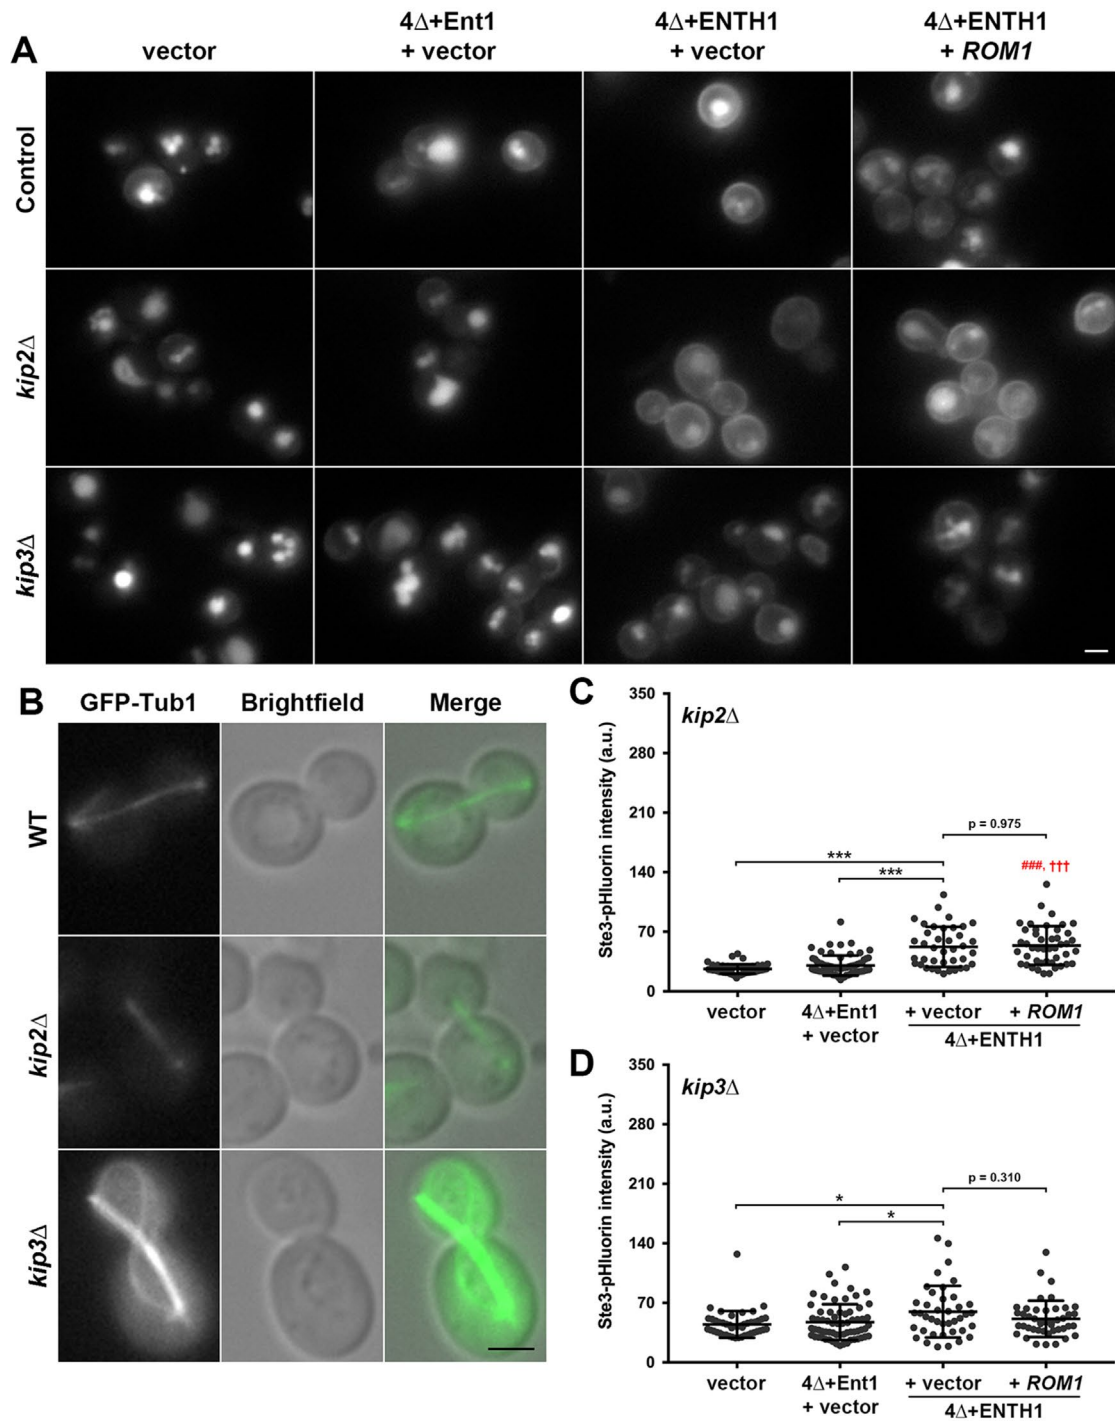 A
vector
4Δ+Ent1
+ vector
4Δ+ENTH1
+ vector
4Δ+ENTH1
+ ROM1
Control
kip2Δ
kip3Δ
B
GFP-Tub1
Brightfield
Merge
WT
kip2Δ
kip3Δ
C
kip2Δ
Ste3-pHluorin intensity (a.u.)
350
280
210
140
70
0
p = 0.975
***
***
###, †††
vector
4Δ+Ent1
+ vector
+ vector
+ ROM1
4Δ+ENTH1
D
kip3Δ
Ste3-pHluorin intensity (a.u.)
350
280
210
140
70
0
p = 0.310
*
*
vector
4Δ+Ent1
+ vector
+ vector
+ ROM1
4Δ+ENTH1